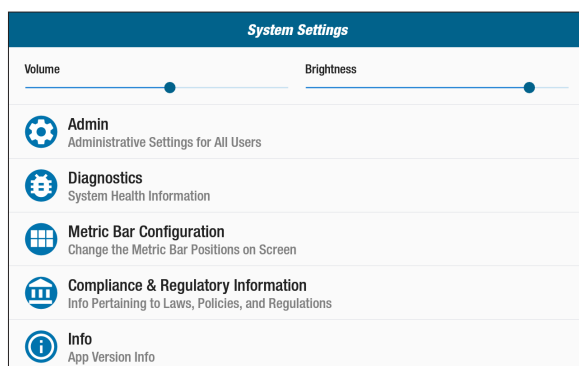 System Settings
Volume
Brightness
Admin
Administrative Settings for All Users
Diagnostics
System Health Information
Metric Bar Configuration
Change the Metric Bar Positions on Screen
Compliance & Regulatory Information
Info Pertaining to Laws, Policies, and Regulations
Info
App Version Info